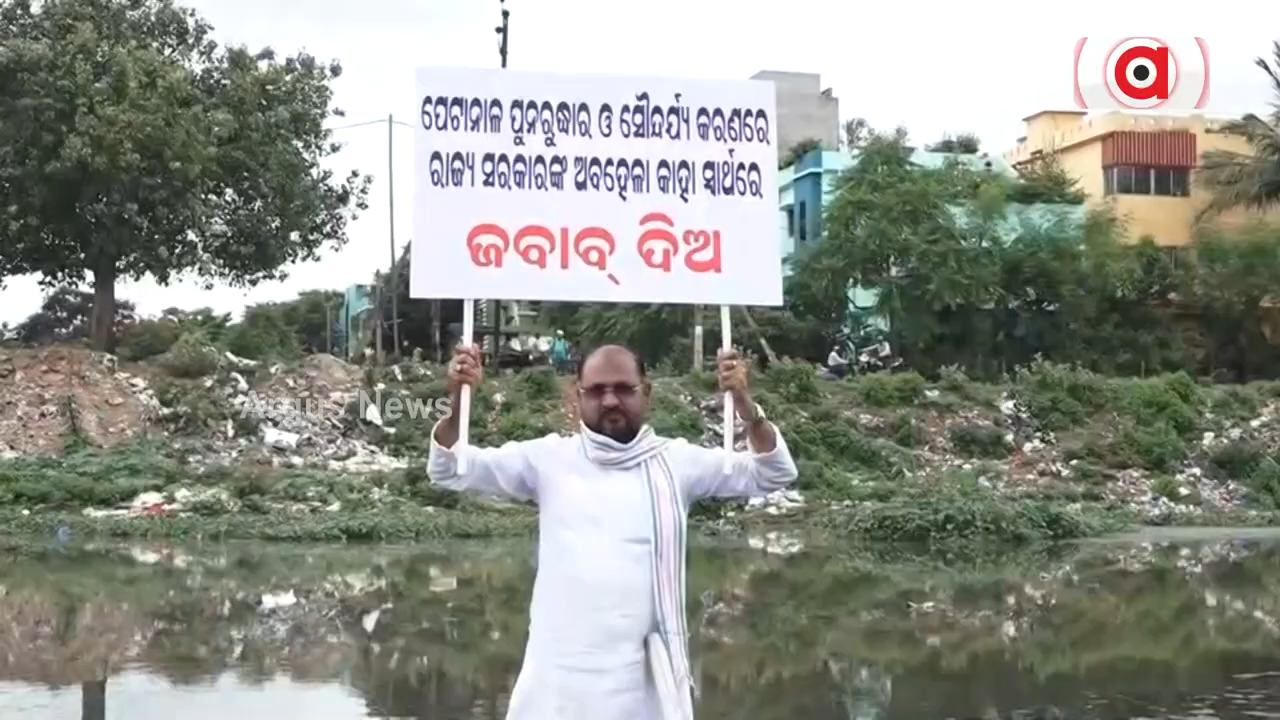 ପେଟାନାଳ ପୁନରୁଦ୍ଧାର ଓ ସୌନ୍ଦର୍ଯ୍ୟ କରଣରେ
ରାଜ୍ୟ ସରକାରଙ୍କ ଅବହେଳା କାହା ସ୍ୱାର୍ଥରେ
ଜବାବ୍ ଦିଅ
Argus News
a